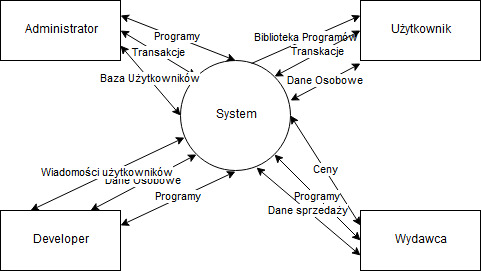 Administrator
Użytkownik
Programy
Biblioteka Programów
Transakcje
Transkacje
Baza Użytkowników
Dane Osobowe
System
Wiadomości użytkowników
Ceny
Dane Osobowe
Programy
Programy
Dane sprzedaży
Developer
Wydawca